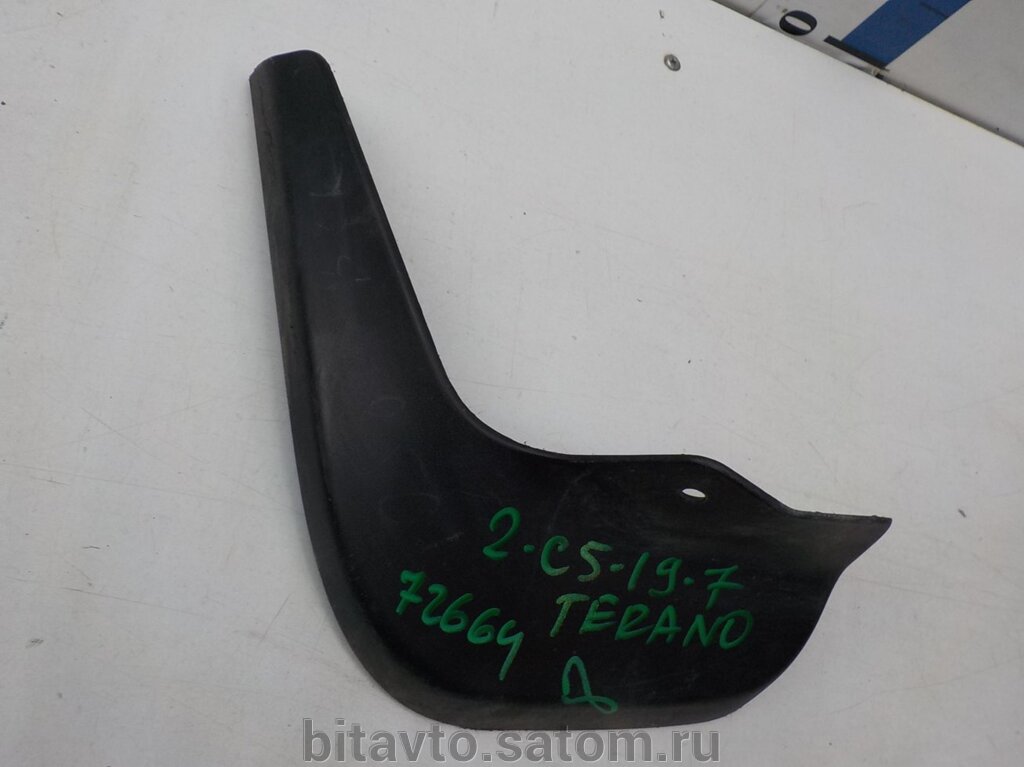 2-C5-19-7
72664 TERANO
bitavto.satom.ru